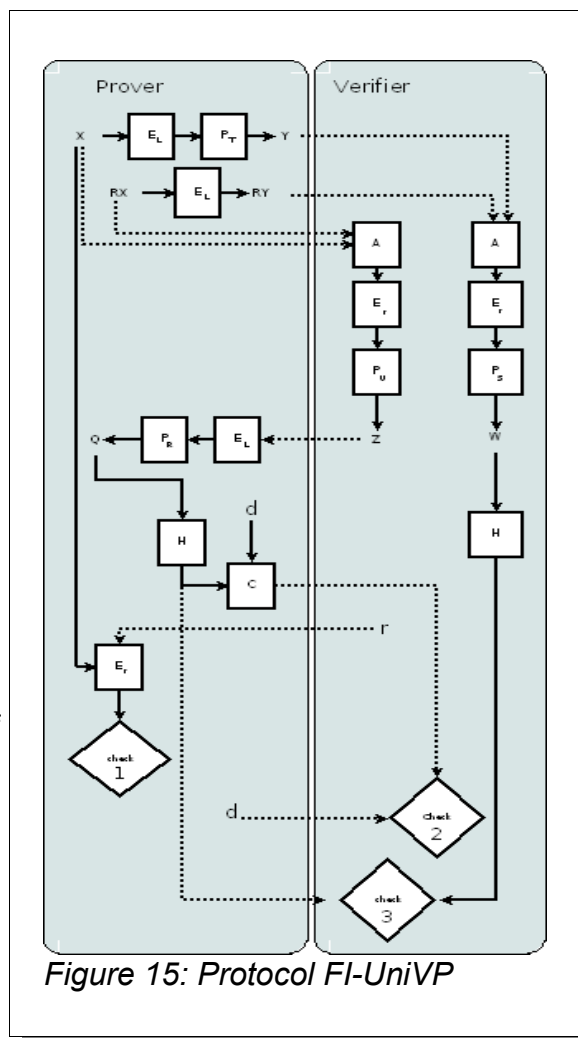 Prover Verifier
X E_L P_T Y
RX E_L RY
A A
E_r E_r
P_U P_S
Q P_R E_L Z W
d
H H
C
r
E_r
check
1
d Check
2
check
3
Figure 15: Protocol FI-UniVP